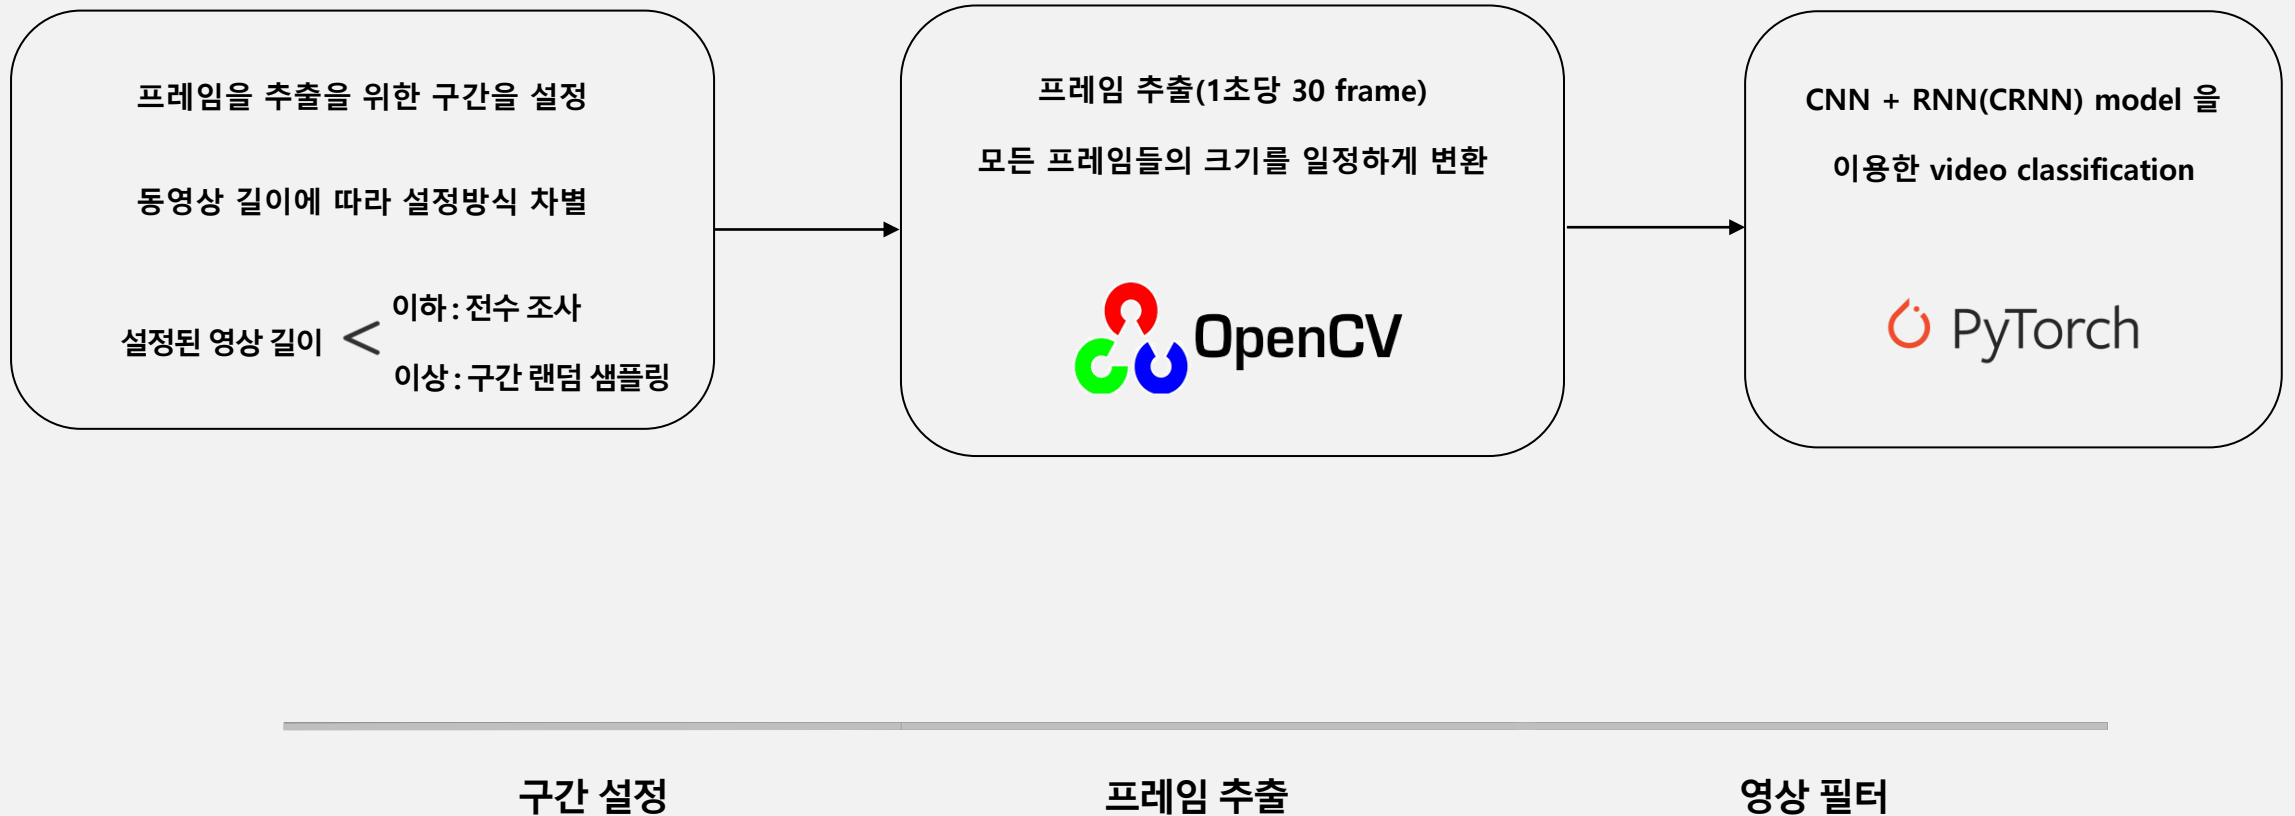 프레임을 추출을 위한 구간을 설정
동영상 길이에 따라 설정방식 차별
설정된 영상 길이 <
이하 : 전수 조사
이상 : 구간 랜덤 샘플링
프레임 추출(1초당 30 frame)
모든 프레임들의 크기를 일정하게 변환
OpenCV
CNN + RNN(CRNN) model 을
이용한 video classification
PyTorch
구간 설정
프레임 추출
영상 필터